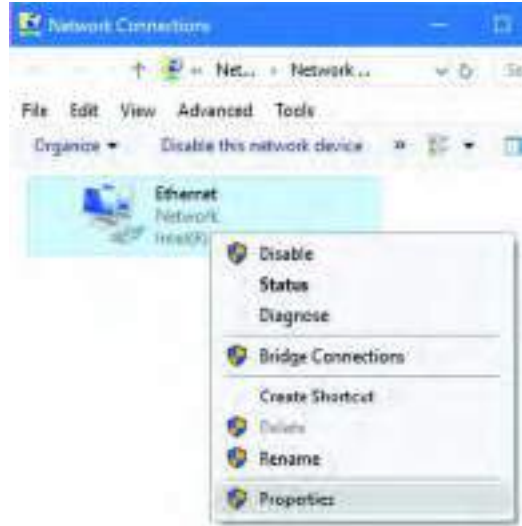 Network Connections
Net... Network ...
File Edit View Advanced Tools
Organize Disable this network device »
Ethernet
Network
Intel(R)
Disable
Status
Diagnose
Bridge Connections
Create Shortcut
Delete
Rename
Properties